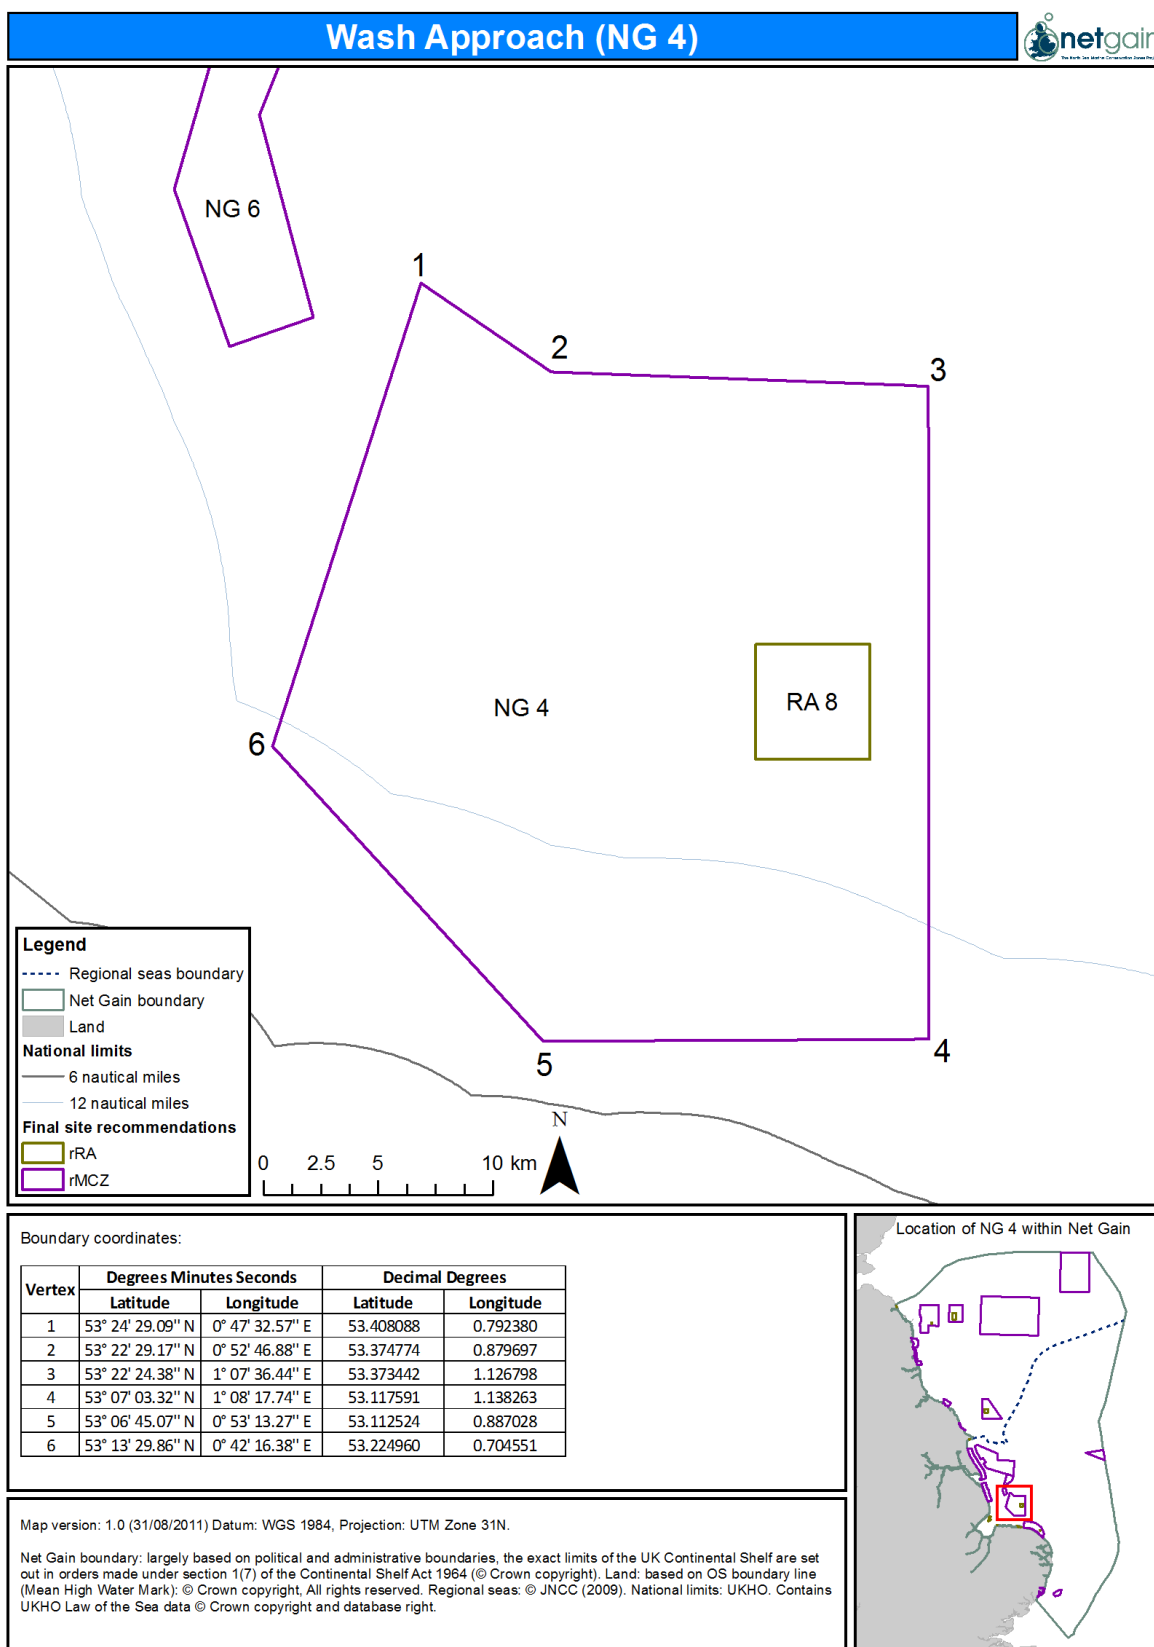 Wash Approach (NG 4)
netgain
NG 6
1
2
3
RA 8
NG 4
6
5
4
Legend
Regional seas boundary
Net Gain boundary
Land
National limits
6 nautical miles
12 nautical miles
Final site recommendations
rRA
rMCZ
0 2.5 5 10 km
N
Boundary coordinates:
Vertex Degrees Minutes Seconds Decimal Degrees
Latitude Longitude Latitude Longitude
1 53° 24' 29.09" N 0° 47' 32.57" E 53.408088 0.792380
2 53° 22' 29.17" N 0° 52' 46.88" E 53.374774 0.879697
3 53° 22' 24.38" N 1° 07' 36.44" E 53.373442 1.126798
4 53° 07' 03.32" N 1° 08' 17.74" E 53.117591 1.138263
5 53° 06' 45.07" N 0° 53' 13.27" E 53.112524 0.887028
6 53° 13' 29.86" N 0° 42' 16.38" E 53.224960 0.704551
Location of NG 4 within Net Gain
Map version: 1.0 (31/08/2011) Datum: WGS 1984, Projection: UTM Zone 31N.
Net Gain boundary: largely based on political and administrative boundaries, the exact limits of the UK Continental Shelf are set
out in orders made under section 1(7) of the Continental Shelf Act 1964 (© Crown copyright). Land: based on OS boundary line
(Mean High Water Mark): © Crown copyright, All rights reserved. Regional seas: © JNCC (2009). National limits: UKHO. Contains
UKHO Law of the Sea data © Crown copyright and database right.